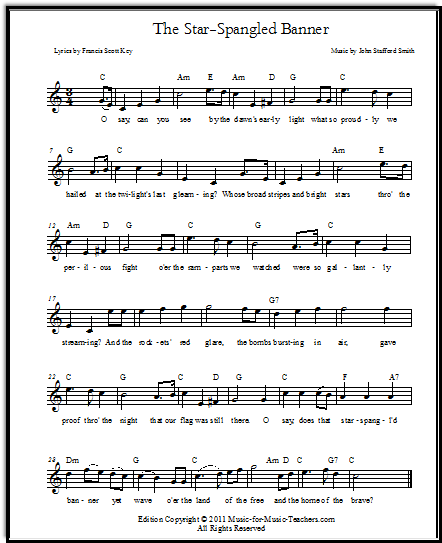 The Star-Spangled Banner
Lyrics by Francis Scott Key Music by John Stafford Smith
C Am E Am D G C
3 4
O say, can you see by the dawn's ear-ly light what so proud-ly we
7 G C Am E
hailed at the twi-light's last gleam-ing? Whose broad stripes and bright stars thro' the
12 Am D G C G C G C
per-il-ous fight o'er the ram-parts we watched were so gal-lant-ly
17 G7
stream-ing? And the rock-ets' red glare, the bombs burst-ing in air, gave
22 C G C D G C F A7
proof thro' the night that our flag was still there. O say, does that star-spang-l'd
28 Dm G C G C Am D C G C
ban-ner yet wave o'er the land of the free and the home of the brave?
Edition Copyright © 2011 Music-for-Music-Teachers.com
All Rights Reserved